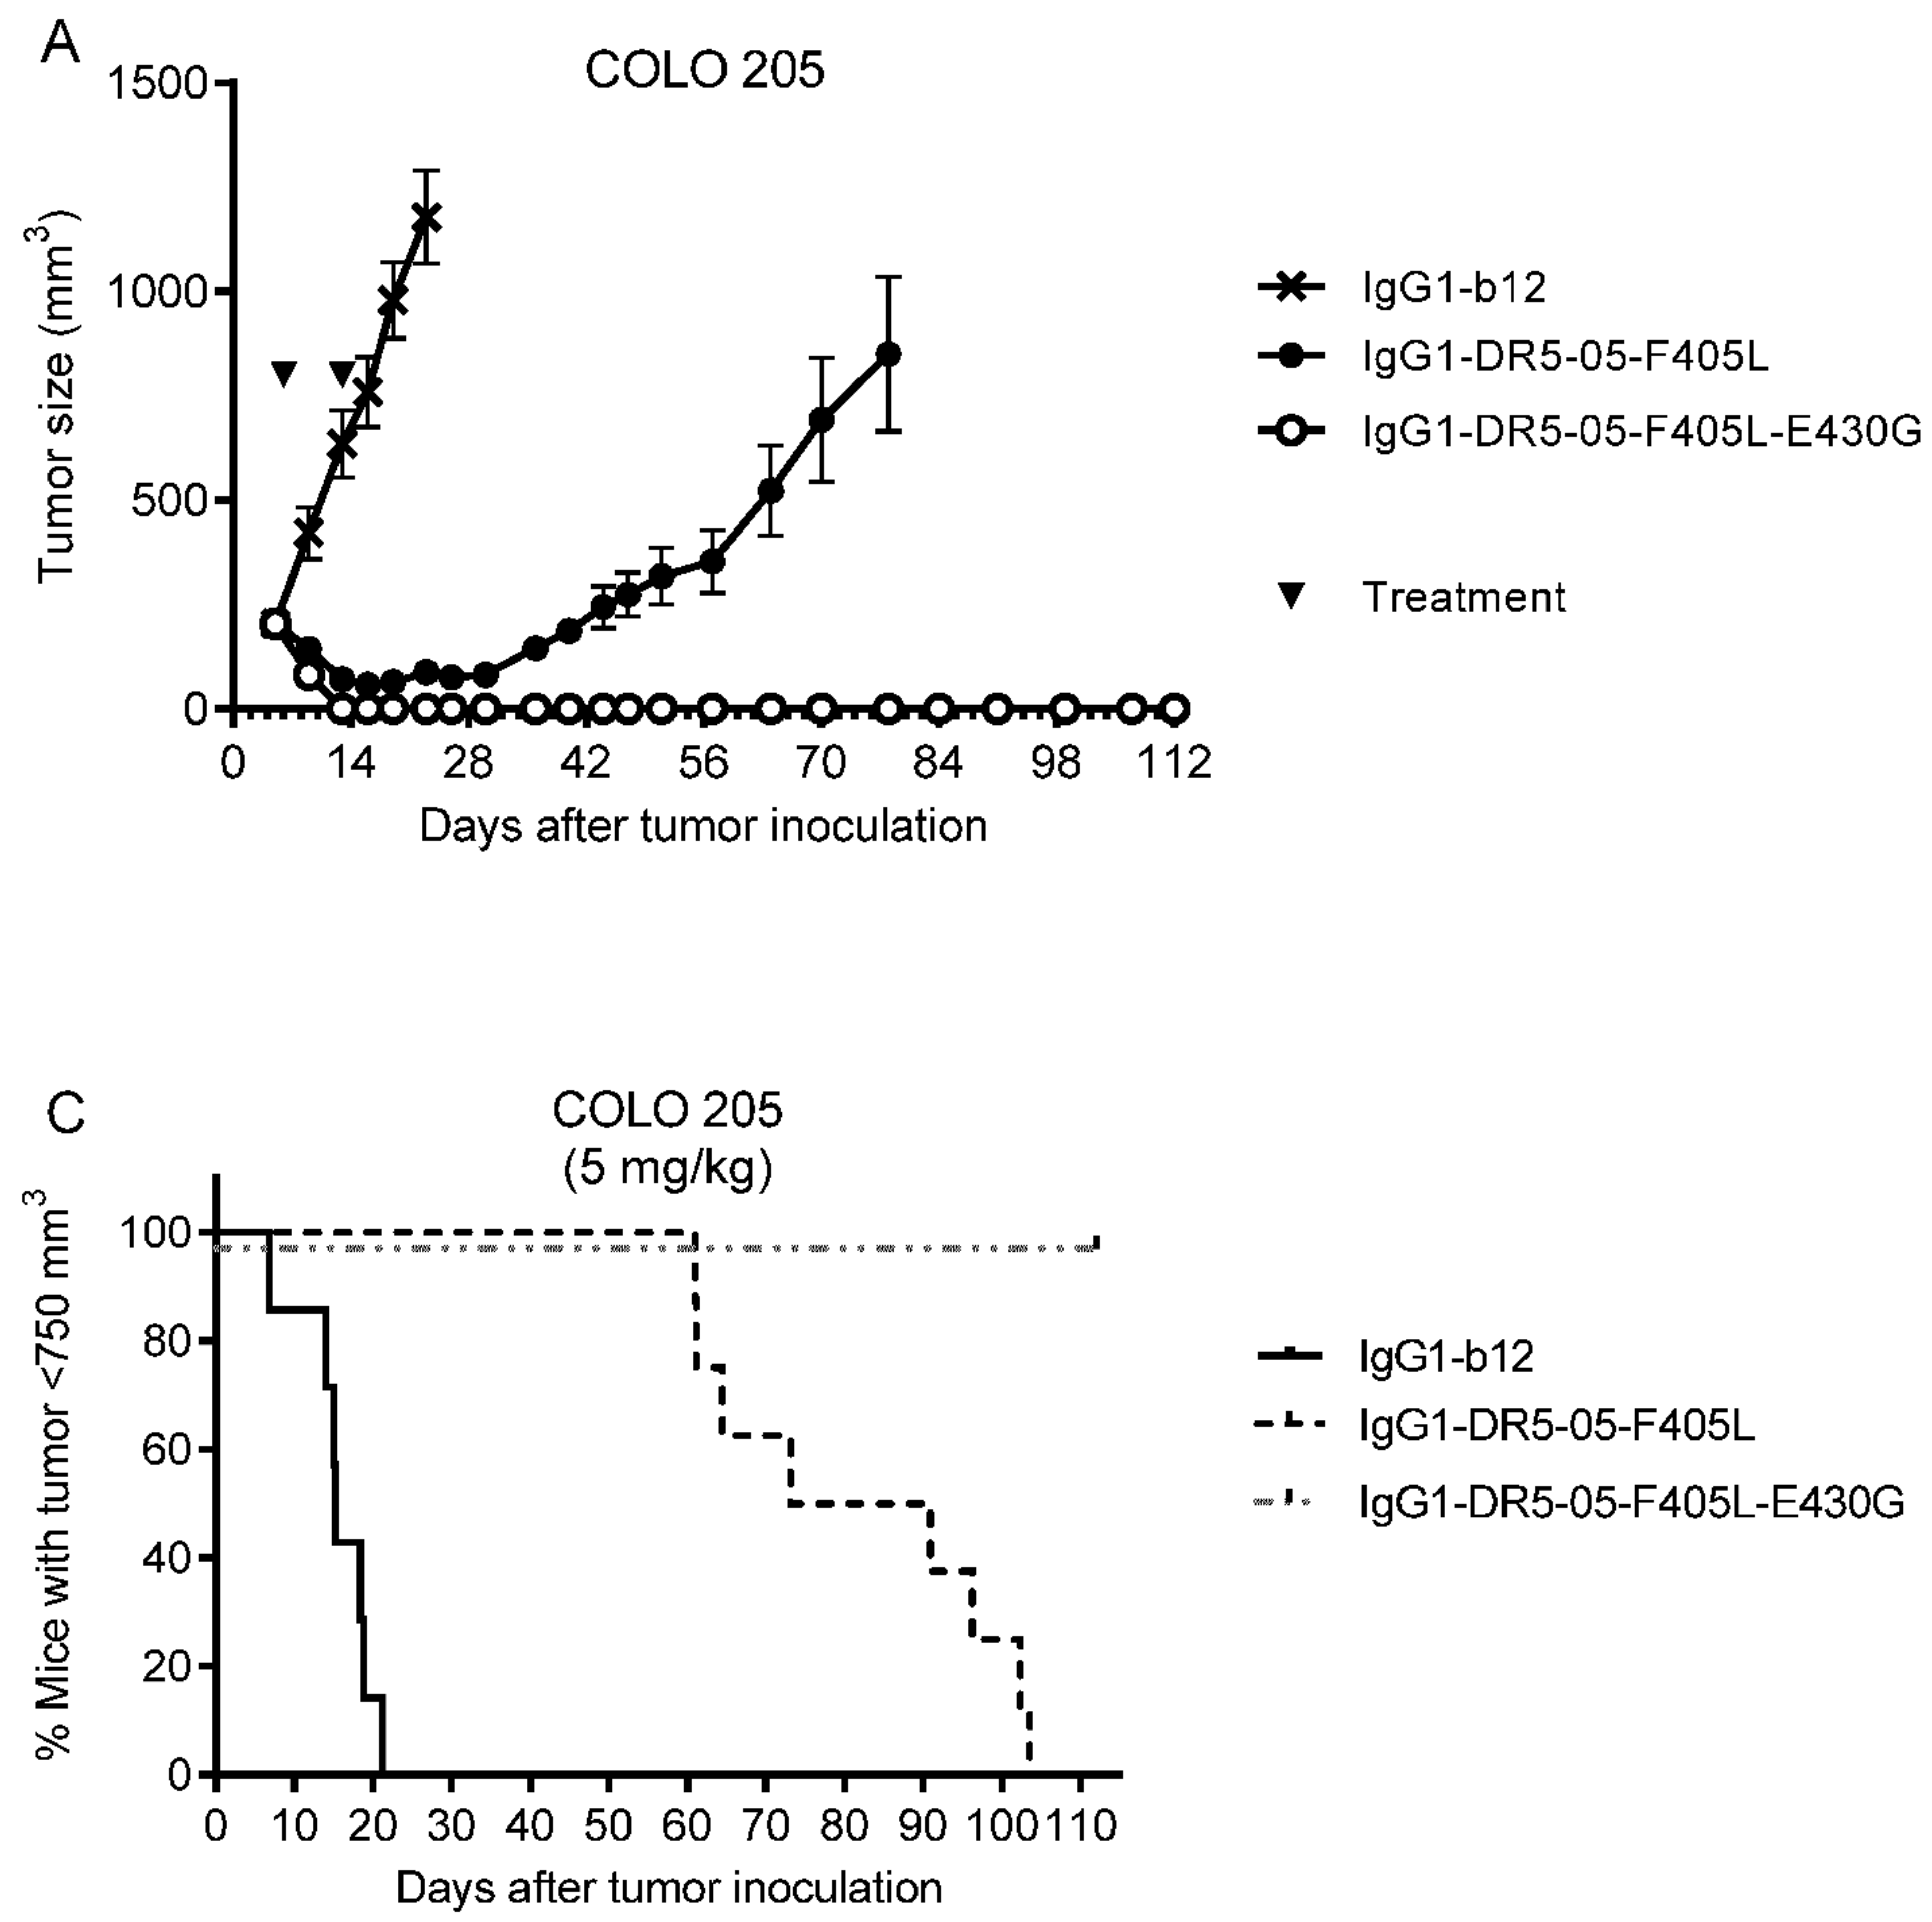 A
COLO 205
1500
1000
500
0
Tumor size (mm³)
0 14 28 42 56 70 84 98 112
Days after tumor inoculation
IgG1-b12
IgG1-DR5-05-F405L
IgG1-DR5-05-F405L-E430G
Treatment
C
COLO 205
(5 mg/kg)
100
80
60
40
20
0
% Mice with tumor <750 mm³
0 10 20 30 40 50 60 70 80 90 100 110
Days after tumor inoculation
IgG1-b12
IgG1-DR5-05-F405L
IgG1-DR5-05-F405L-E430G